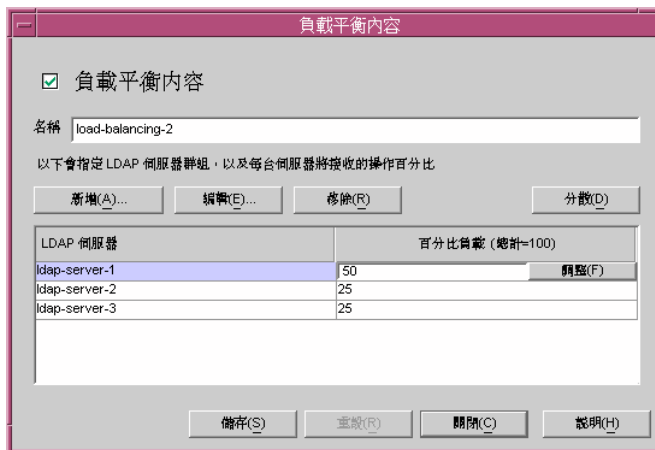 負載平衡內容
負載平衡內容
名稱 load-balancing-2
以下會指定 LDAP 伺服器群組，以及每台伺服器將接收的操作百分比
新增(A)... 編輯(E)... 移除(R) 分散(D)
LDAP 伺服器 百分比負載 (總計=100)
ldap-server-1 50 調整(F)
ldap-server-2 25
ldap-server-3 25
儲存(S) 重設(R) 關閉(C) 說明(H)